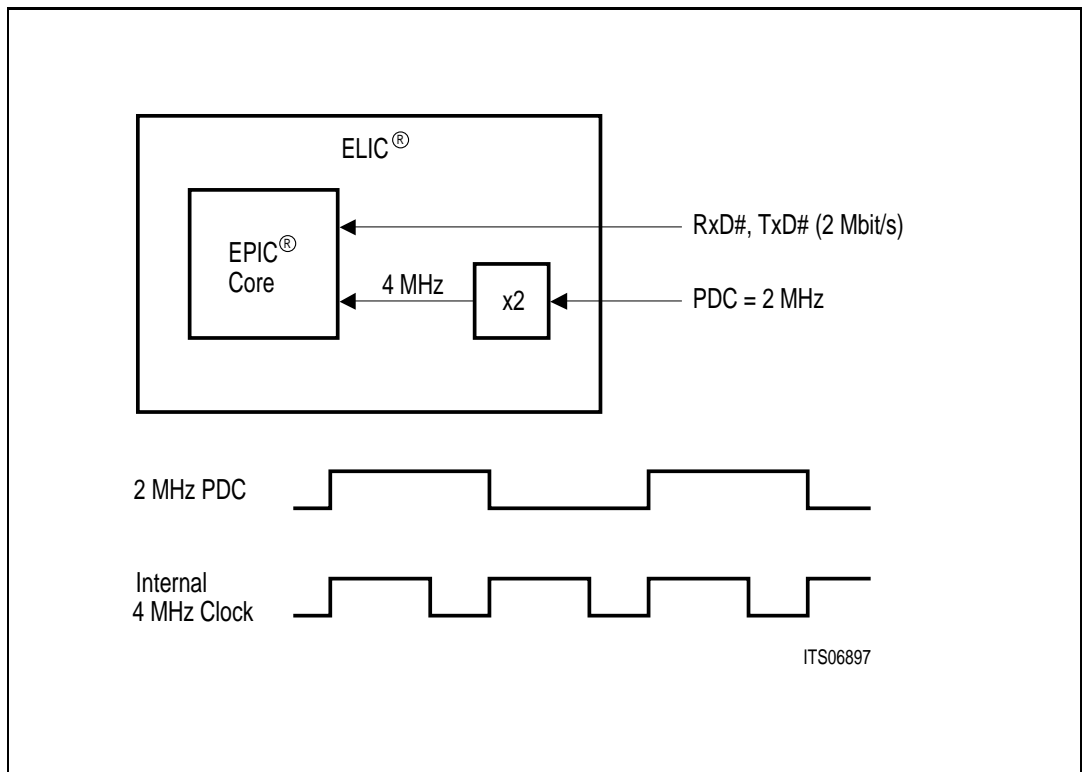 ELIC®
RxD#, TxD# (2 Mbit/s)
EPIC®
Core
4 MHz
x2
PDC = 2 MHz
2 MHz PDC
Internal
4 MHz Clock
ITS06897